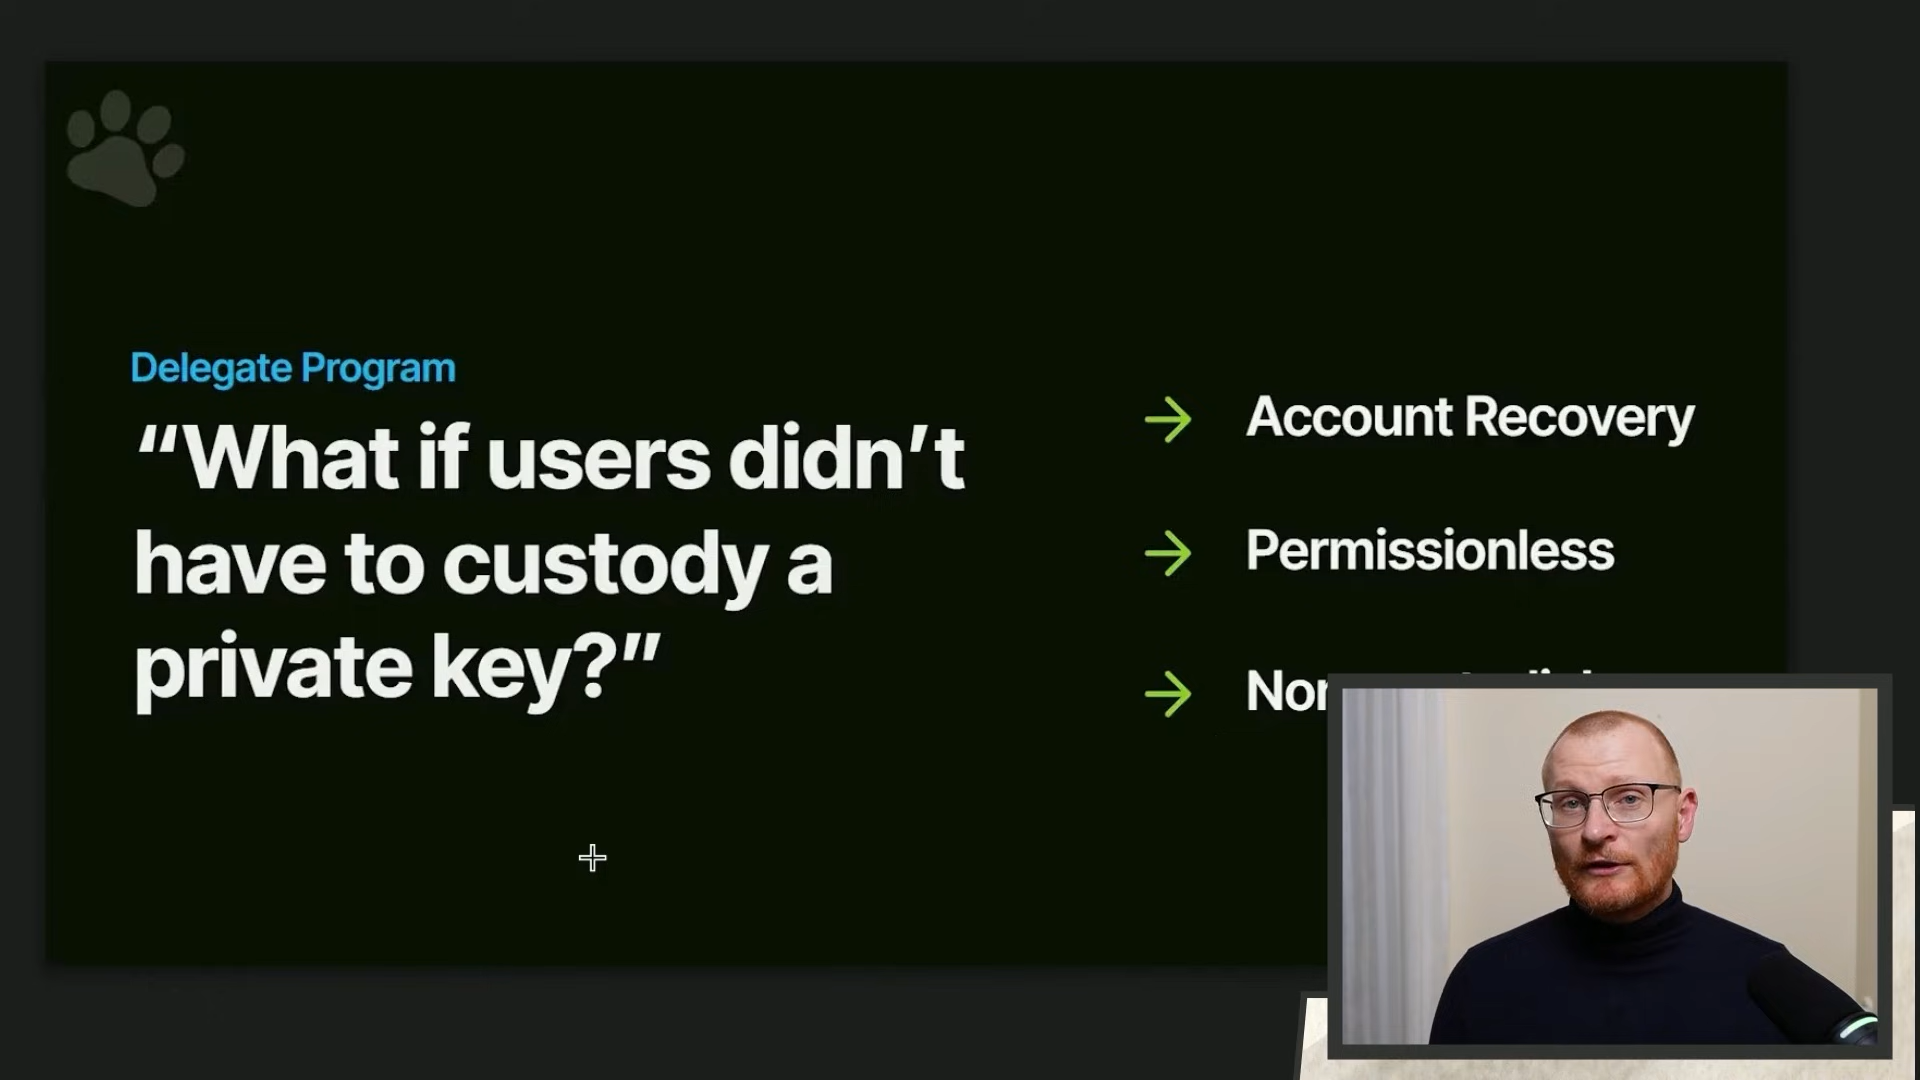 Delegate Program
“What if users didn’t
have to custody a
private key?”
Account Recovery
Permissionless